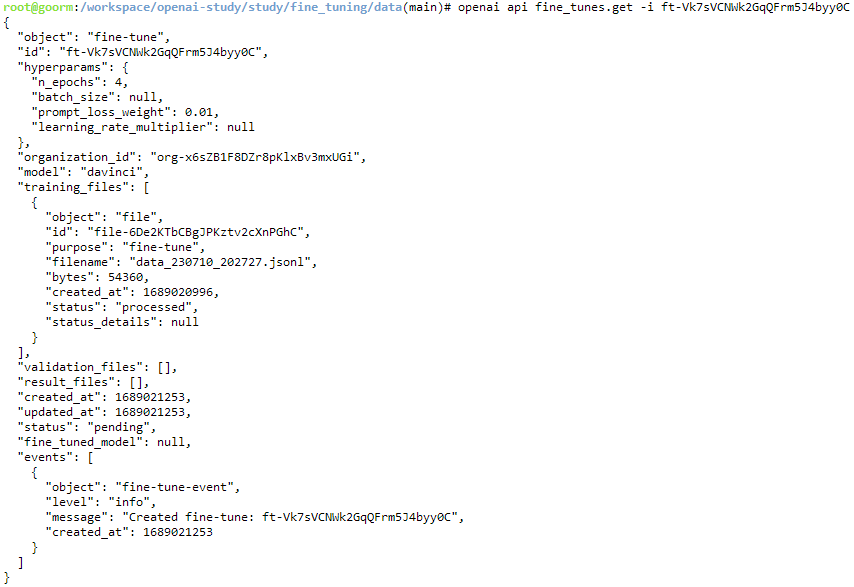 root@goorm:/workspace/openai-study/study/fine_tuning/data(main)# openai api fine_tunes.get -i ft-Vk7sVCNWk2GqQFrm5J4byy0C
{
  "object": "fine-tune",
  "id": "ft-Vk7sVCNWk2GqQFrm5J4byy0C",
  "hyperparams": {
    "n_epochs": 4,
    "batch_size": null,
    "prompt_loss_weight": 0.01,
    "learning_rate_multiplier": null
  },
  "organization_id": "org-x6sZB1F8DZr8pKlxBv3mxUGi",
  "model": "davinci",
  "training_files": [
    {
      "object": "file",
      "id": "file-6De2KTbCBgJPKztv2cXnPGhC",
      "purpose": "fine-tune",
      "filename": "data_230710_202727.jsonl",
      "bytes": 54360,
      "created_at": 1689020996,
      "status": "processed",
      "status_details": null
    }
  ],
  "validation_files": [],
  "result_files": [],
  "created_at": 1689021253,
  "updated_at": 1689021253,
  "status": "pending",
  "fine_tuned_model": null,
  "events": [
    {
      "object": "fine-tune-event",
      "level": "info",
      "message": "Created fine-tune: ft-Vk7sVCNWk2GqQFrm5J4byy0C",
      "created_at": 1689021253
    }
  ]
}